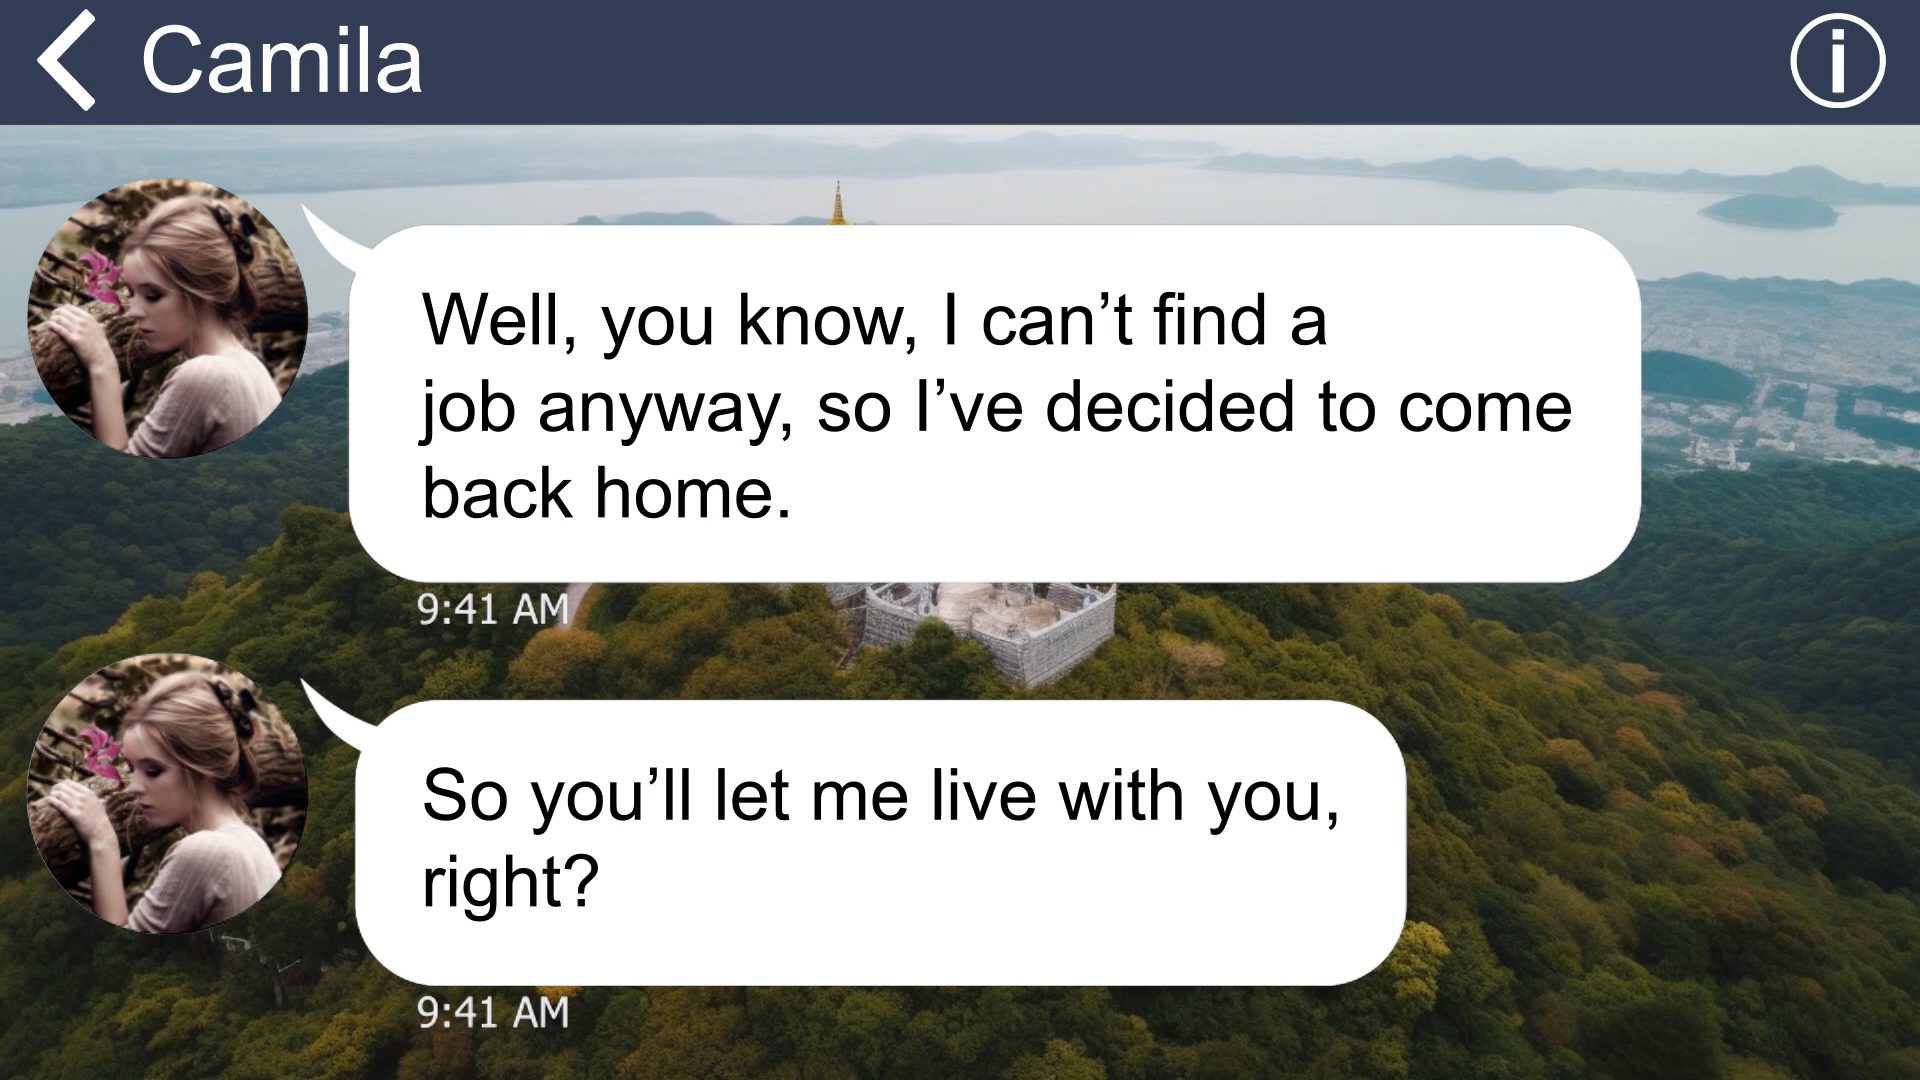 Camila
Well, you know, I can’t find a
job anyway, so I’ve decided to come
back home.
9:41 AM
So you’ll let me live with you,
right?
9:41 AM